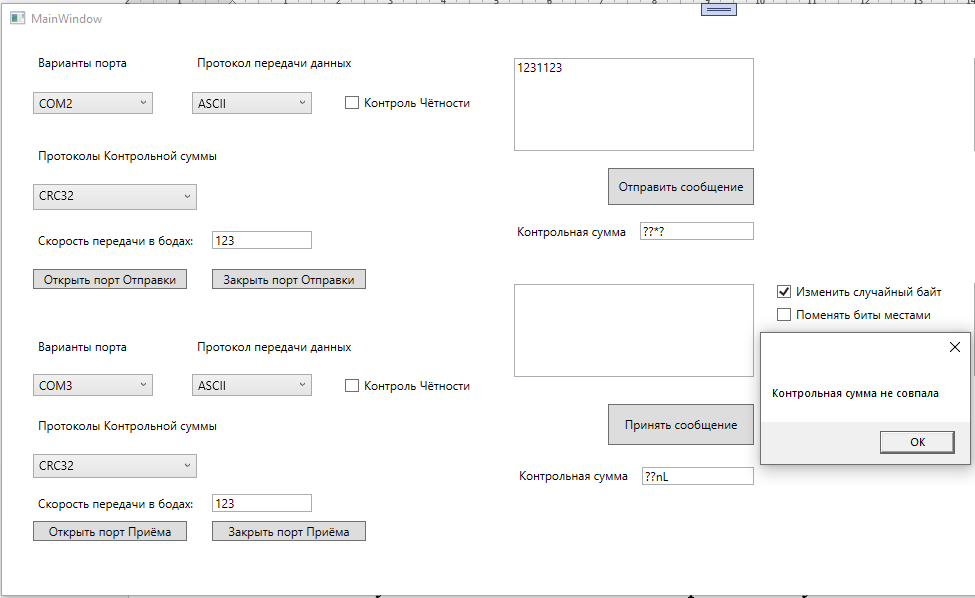 MainWindow
Варианты порта
Протокол передачи данных
COM2
ASCII
Контроль Чётности
1231123
Протоколы Контрольной суммы
CRC32
Отправить сообщение
Скорость передачи в бодах:
123
Контрольная сумма
??*?
Открыть порт Отправки
Закрыть порт Отправки
Изменить случайный байт
Поменять биты местами
Варианты порта
Протокол передачи данных
COM3
ASCII
Контроль Чётности
Контрольная сумма не совпала
OK
Протоколы Контрольной суммы
Принять сообщение
CRC32
Контрольная сумма
??nL
Скорость передачи в бодах:
123
Открыть порт Приёма
Закрыть порт Приёма